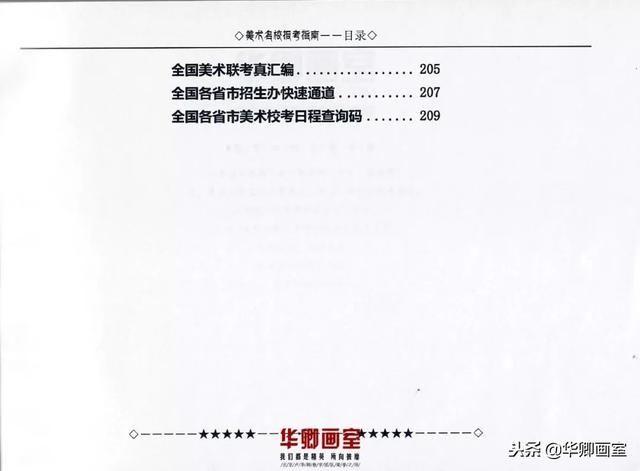 ◇美术名校报考指南——目录◇
全国美术联考真汇编..................205
全国各省市招生办快速通道............207
全国各省市美术校考日程查询码........209
◇————★★★★★ 华卿画室 ★★★★★————◇
我们都是精英 所向披靡
头条 @华卿画室